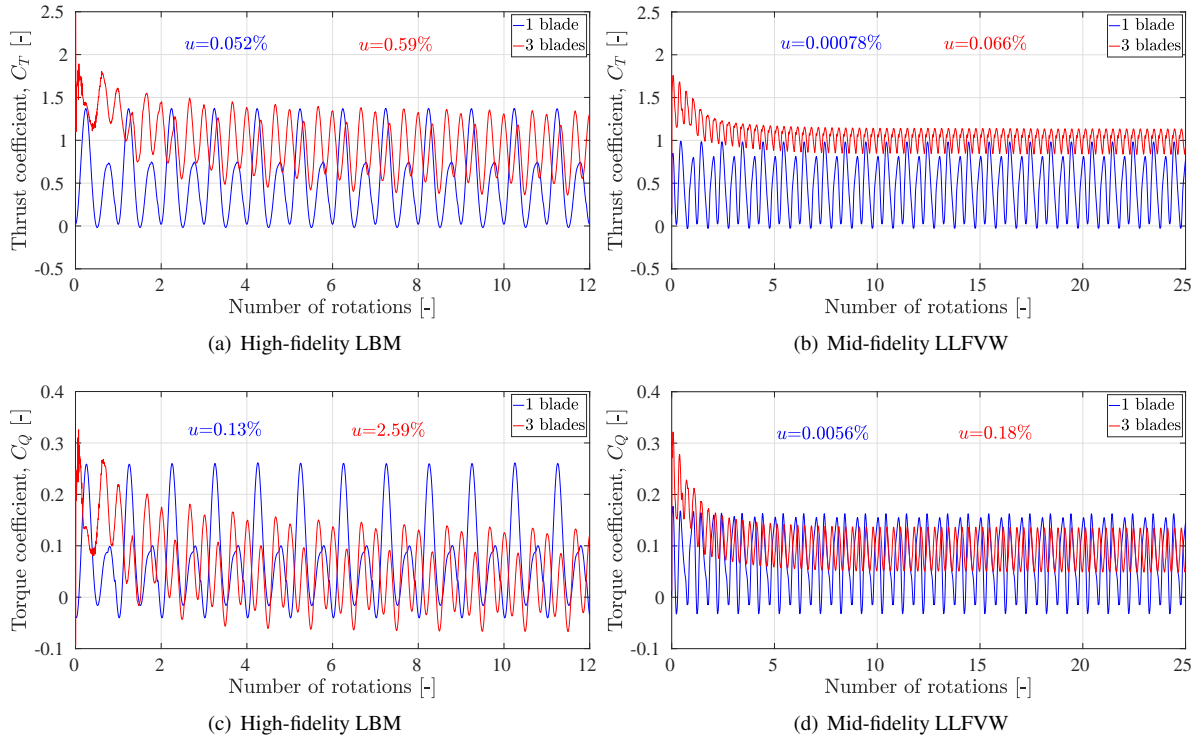 2.5
2
1.5
1
0.5
0
-0.5
Thrust coefficient, C_T [-]
u=0.052%
u=0.59%
1 blade
3 blades
0 2 4 6 8 10 12
Number of rotations [-]
(a) High-fidelity LBM
2.5
2
1.5
1
0.5
0
-0.5
Thrust coefficient, C_T [-]
u=0.00078%
u=0.066%
1 blade
3 blades
0 5 10 15 20 25
Number of rotations [-]
(b) Mid-fidelity LLFVW
0.4
0.3
0.2
0.1
0
-0.1
Torque coefficient, C_Q [-]
u=0.13%
u=2.59%
1 blade
3 blades
0 2 4 6 8 10 12
Number of rotations [-]
(c) High-fidelity LBM
0.4
0.3
0.2
0.1
0
-0.1
Torque coefficient, C_Q [-]
u=0.0056%
u=0.18%
1 blade
3 blades
0 5 10 15 20 25
Number of rotations [-]
(d) Mid-fidelity LLFVW